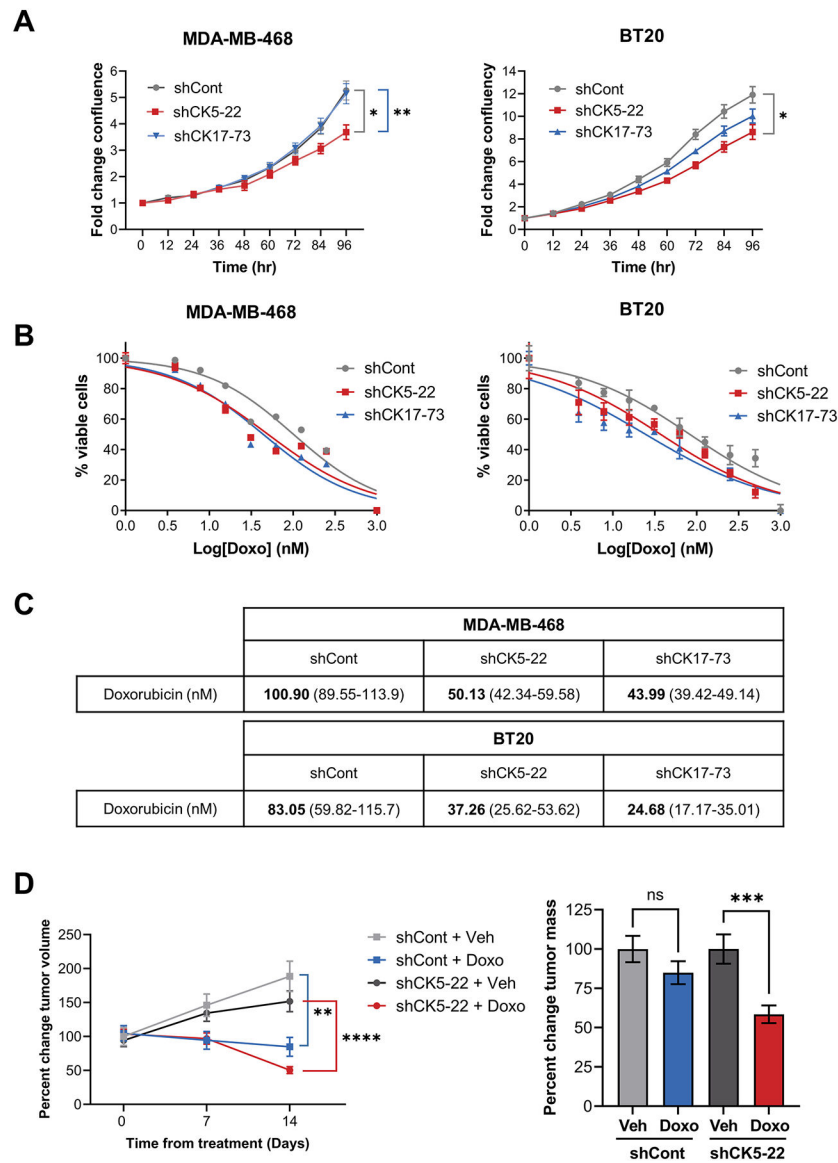 A
MDA-MB-468
BT20
Fold change confluence
6
5
4
3
2
1
0
shCont
shCK5-22
shCK17-73
*
**
0 12 24 36 48 60 72 84 96
Time (hr)
Fold change confluency
14
12
10
8
6
4
2
0
shCont
shCK5-22
shCK17-73
*
0 12 24 36 48 60 72 84 96
Time (hr)
B
MDA-MB-468
BT20
% viable cells
100
80
60
40
20
0
shCont
shCK5-22
shCK17-73
0.0 0.5 1.0 1.5 2.0 2.5 3.0
Log[Doxo] (nM)
% viable cells
100
80
60
40
20
0
shCont
shCK5-22
shCK17-73
0.0 0.5 1.0 1.5 2.0 2.5 3.0
Log[Doxo] (nM)
C
MDA-MB-468
shCont shCK5-22 shCK17-73
Doxorubicin (nM) 100.90 (89.55-113.9) 50.13 (42.34-59.58) 43.99 (39.42-49.14)
BT20
shCont shCK5-22 shCK17-73
Doxorubicin (nM) 83.05 (59.82-115.7) 37.26 (25.62-53.62) 24.68 (17.17-35.01)
D
Percent change tumor volume
250
200
150
100
50
0
shCont + Veh
shCont + Doxo
shCK5-22 + Veh
shCK5-22 + Doxo
**
****
0 7 14
Time from treatment (Days)
Percent change tumor mass
125
100
75
50
25
0
ns
***
Veh Doxo Veh Doxo
shCont shCK5-22